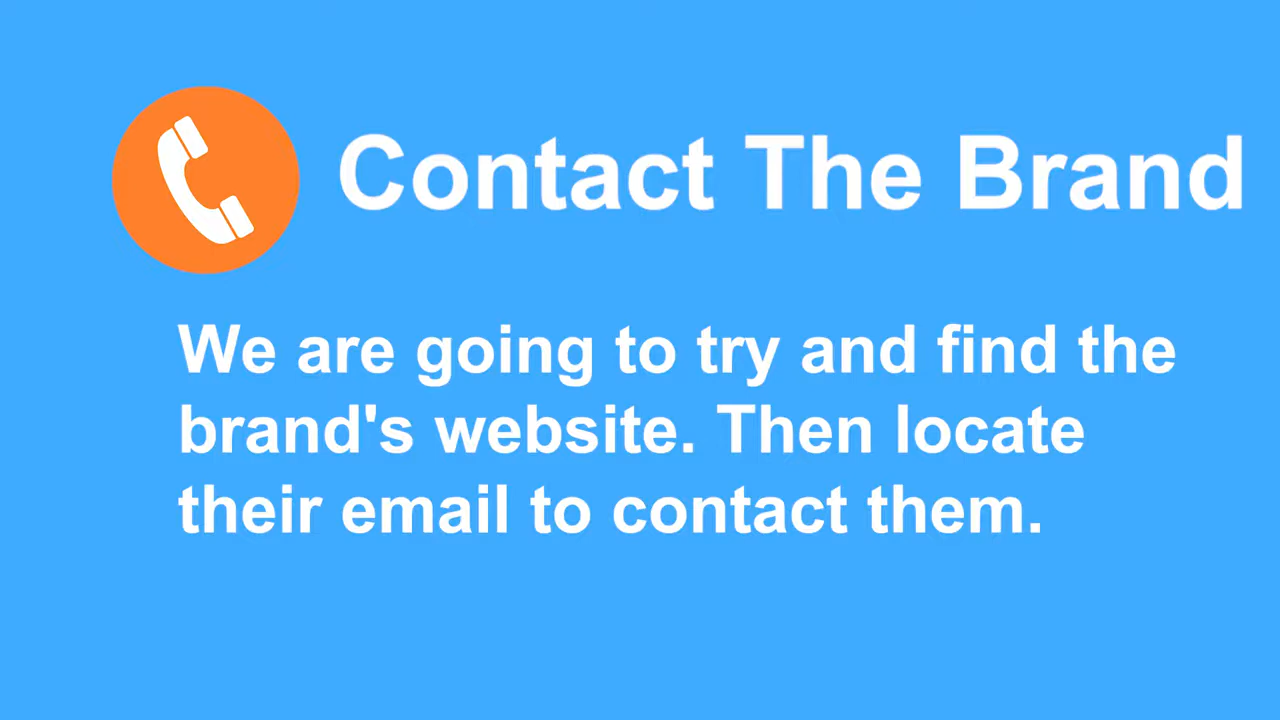 Contact The Brand
We are going to try and find the
brand's website. Then locate
their email to contact them.